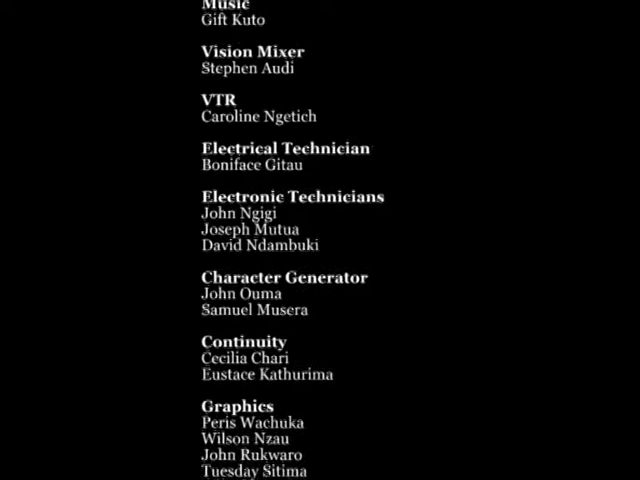 Music
Gift Kuto
Vision Mixer
Stephen Audi
VTR
Caroline Ngetich
Electrical Technician
Boniface Gitau
Electronic Technicians
John Ngigi
Joseph Mutua
David Ndambuki
Character Generator
John Ouma
Samuel Musera
Continuity
Cecilia Chari
Eustace Kathurima
Graphics
Peris Wachuka
Wilson Nzau
John Rukwaro
Tuesday Sitima